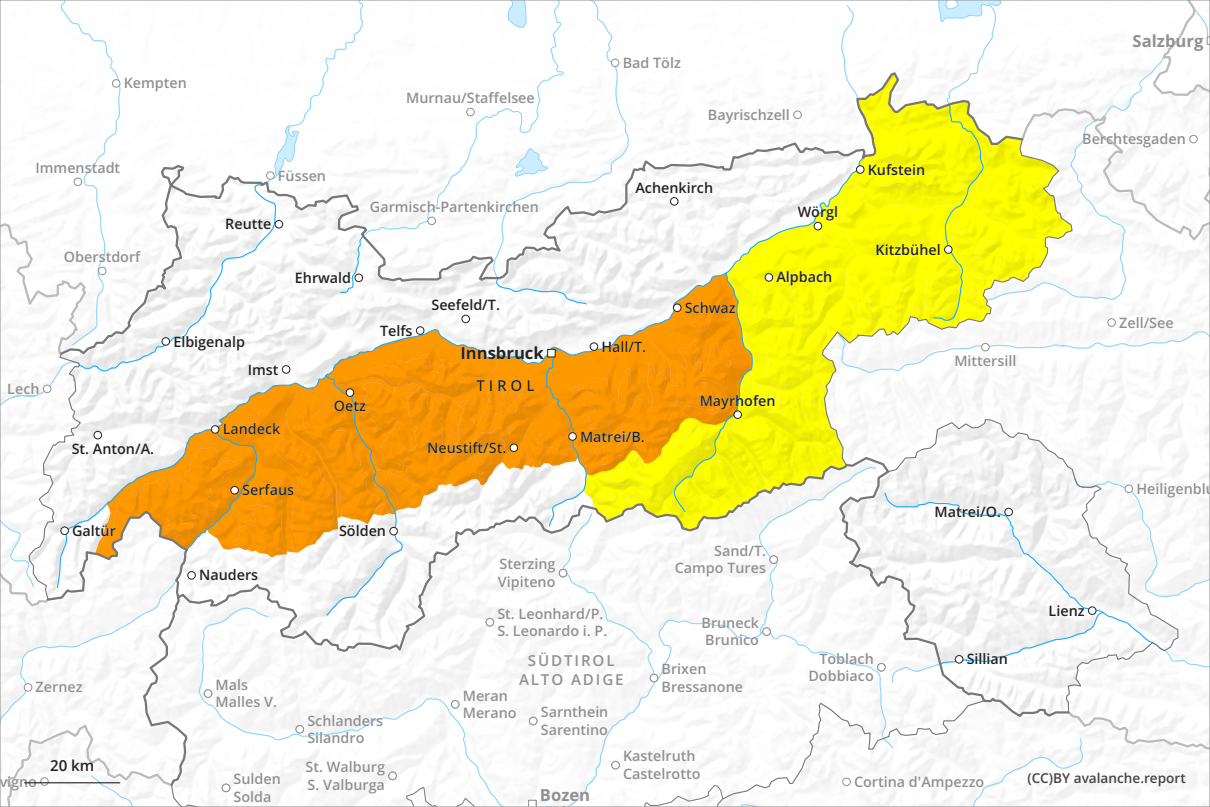 Salzburg
Bad Tölz
Kempten
Murnau/Staffelsee
Bayrischzell
Berchtesgaden
Immenstadt
Füssen
Kufstein
Achenkirch
Garmisch-Partenkirchen
Wörgl
Reutte
Kitzbühel
Oberstdorf
Ehrwald
Alpbach
Seefeld/T.
Schwaz
Zell/See
Telfs
Elbigenalp
Innsbruck
Hall/T.
Mittersill
Imst
TIROL
Lech
Oetz
Mayrhofen
Landeck
Matrei/B.
St. Anton/A.
Neustift/St.
Serfaus
Heiligenblu
Matrei/O.
Galtür
Sölden
Sand/T.
Campo Tures
Sterzing
Vipiteno
Nauders
Lienz
St. Leonhard/P.
S. Leonardo i. P.
Bruneck
Brunico
SÜDTIROL
ALTO ADIGE
Sillian
Toblach
Dobbiaco
Brixen
Bressanone
Zernez
Mals
Malles V.
Meran
Merano
Sarnthein
Sarentino
Schlanders
Silandro
Kastelruth
Castelrotto
20 km
St. Walburg
S. Valburga
vigno
Sulden
Solda
Cortina d'Ampezzo
(CC)BY avalanche.report
Bozen